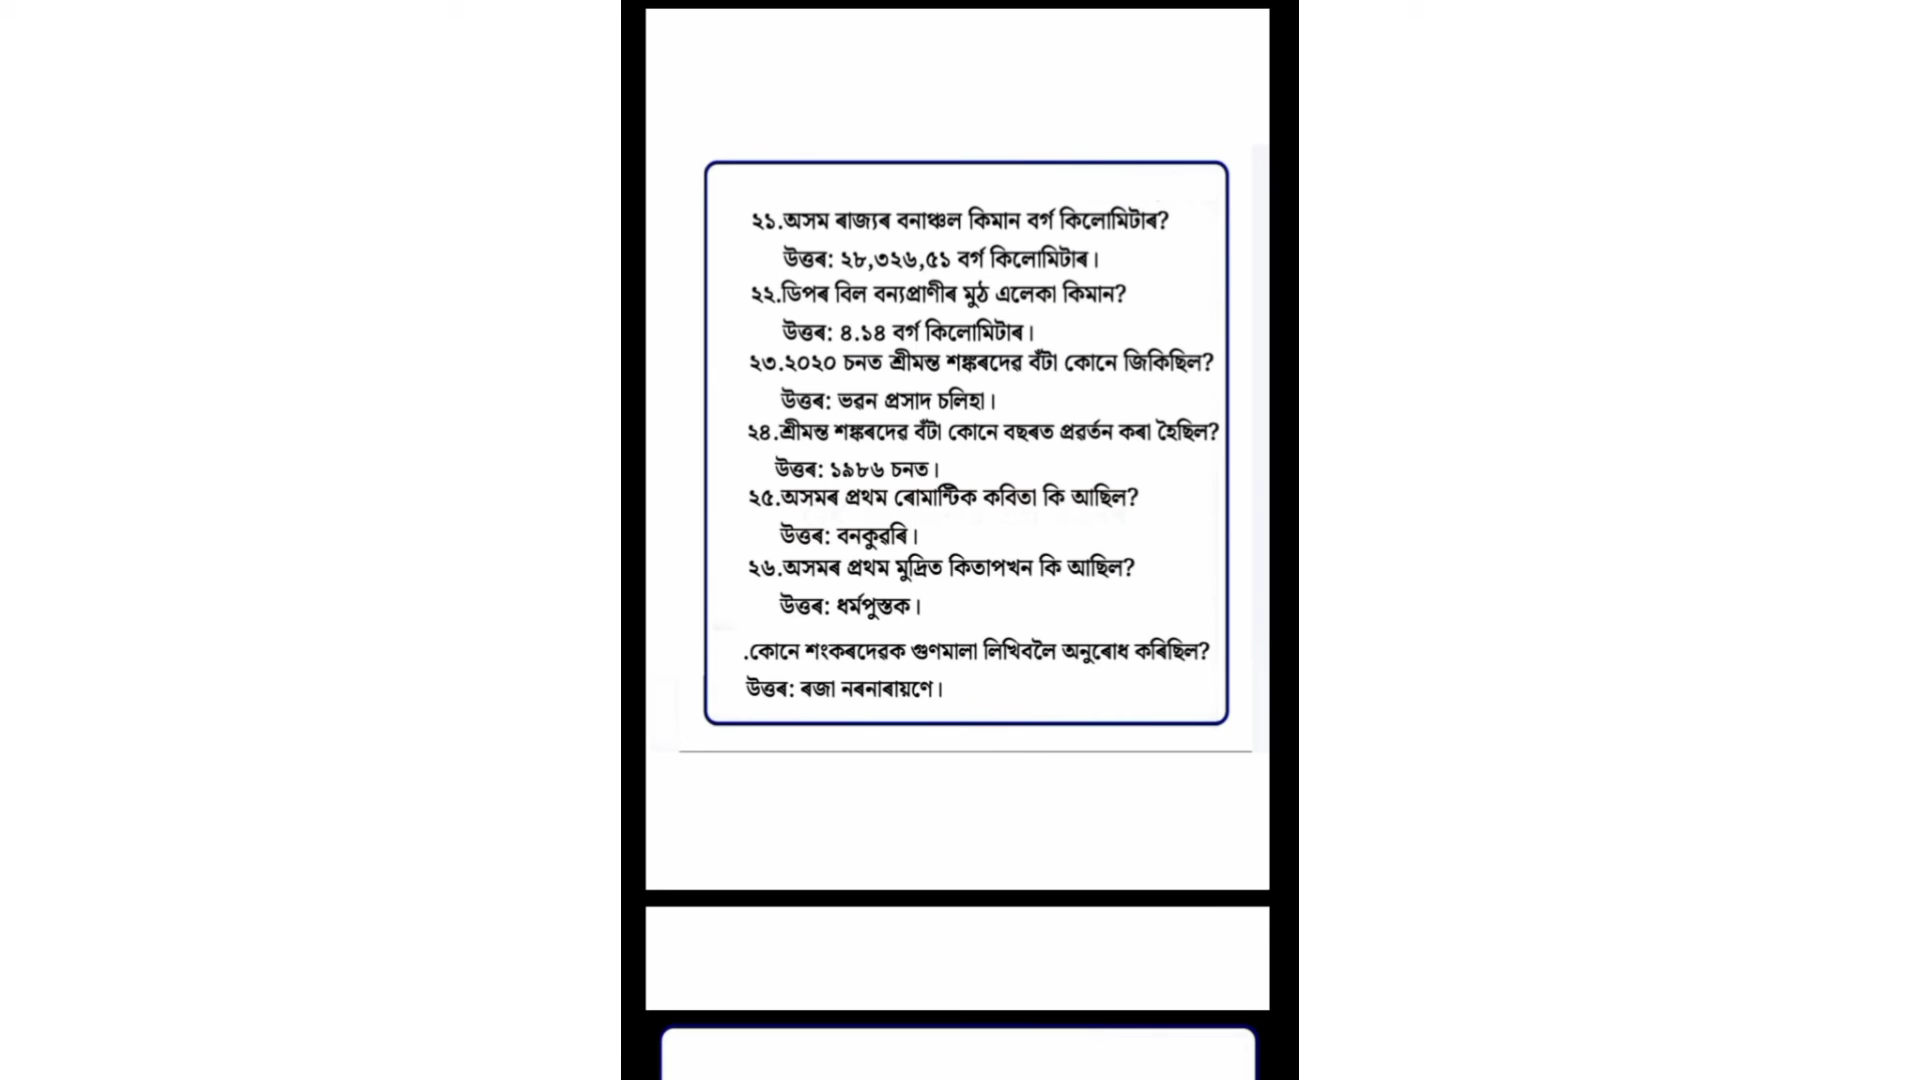 ২১.অসম ৰাজ্যৰ বনাঞ্চল কিমান বৰ্গ কিলোমিটাৰ?
উত্তৰ: ২৮,৩২৬,৫১ বৰ্গ কিলোমিটাৰ।
২২.ডিপৰ বিল বন্যপ্ৰাণীৰ মুঠ এলেকা কিমান?
উত্তৰ: ৪.১৪ বৰ্গ কিলোমিটাৰ।
২৩.২০২০ চনত শ্ৰীমন্ত শঙ্কৰদেৱ বঁটা কোনে জিকিছিল?
উত্তৰ: ভৱন প্ৰসাদ চলিহা।
২৪.শ্ৰীমন্ত শঙ্কৰদেৱ বঁটা কোনে বছৰত প্ৰৱৰ্তন কৰা হৈছিল?
উত্তৰ: ১৯৮৬ চনত।
২৫.অসমৰ প্ৰথম ৰোমান্টিক কবিতা কি আছিল?
উত্তৰ: বনকুৱৰি।
২৬.অসমৰ প্ৰথম মুদ্ৰিত কিতাপখন কি আছিল?
উত্তৰ: ধৰ্মপুস্তক।
.কোনে শংকৰদেৱক গুণমালা লিখিবলৈ অনুৰোধ কৰিছিল?
উত্তৰ: ৰজা নৰনাৰায়ণে।